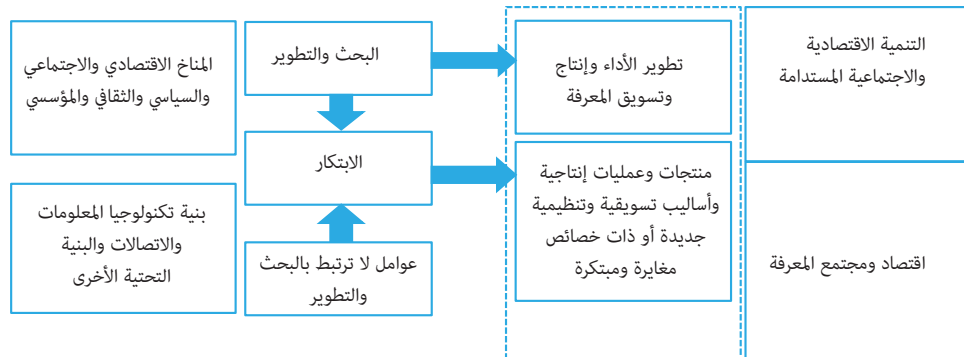 المناخ الاقتصادي والاجتماعي
والسياسي والثقافي والمؤسسي
بنية تكنولوجيا المعلومات
والاتصالات والبنية
التحتية الأخرى
البحث والتطوير
الابتكار
عوامل لا ترتبط بالبحث
والتطوير
تطوير الأداء وإنتاج
وتسويق المعرفة
منتجات وعمليات إنتاجية
وأساليب تسويقية وتنظيمية
جديدة أو ذات خصائص
مغايرة ومبتكرة
التنمية الاقتصادية
والاجتماعية المستدامة
اقتصاد ومجتمع المعرفة